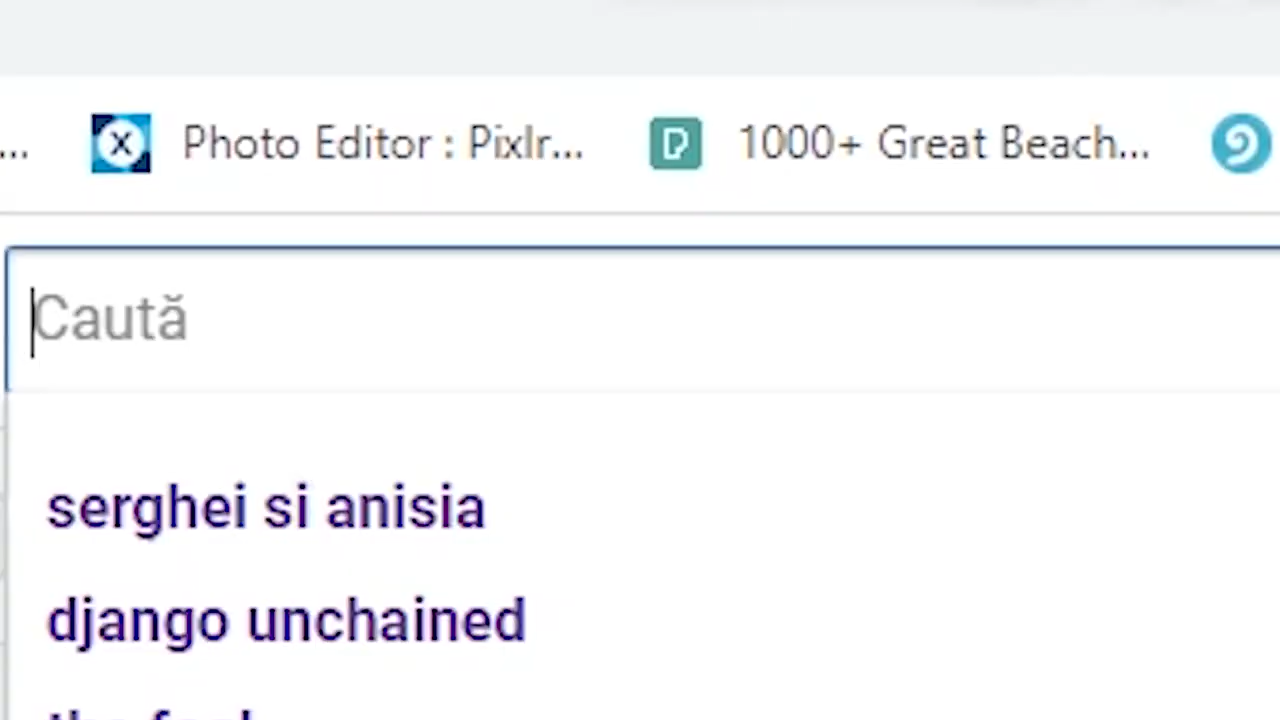 ... Photo Editor : Pixlr... 1000+ Great Beach...
Caută
serghei si anisia
django unchained